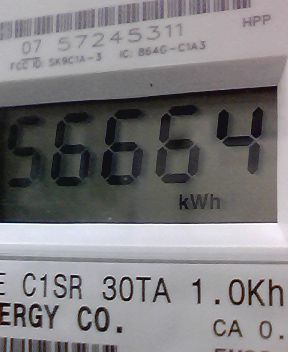 HPP
07 57245311
FCC ID: SK9C1A-3 IC: 864G-C1A3
56664
kWh
E C1SR 30TA 1.0Kh
ERGY CO.
CA 0.